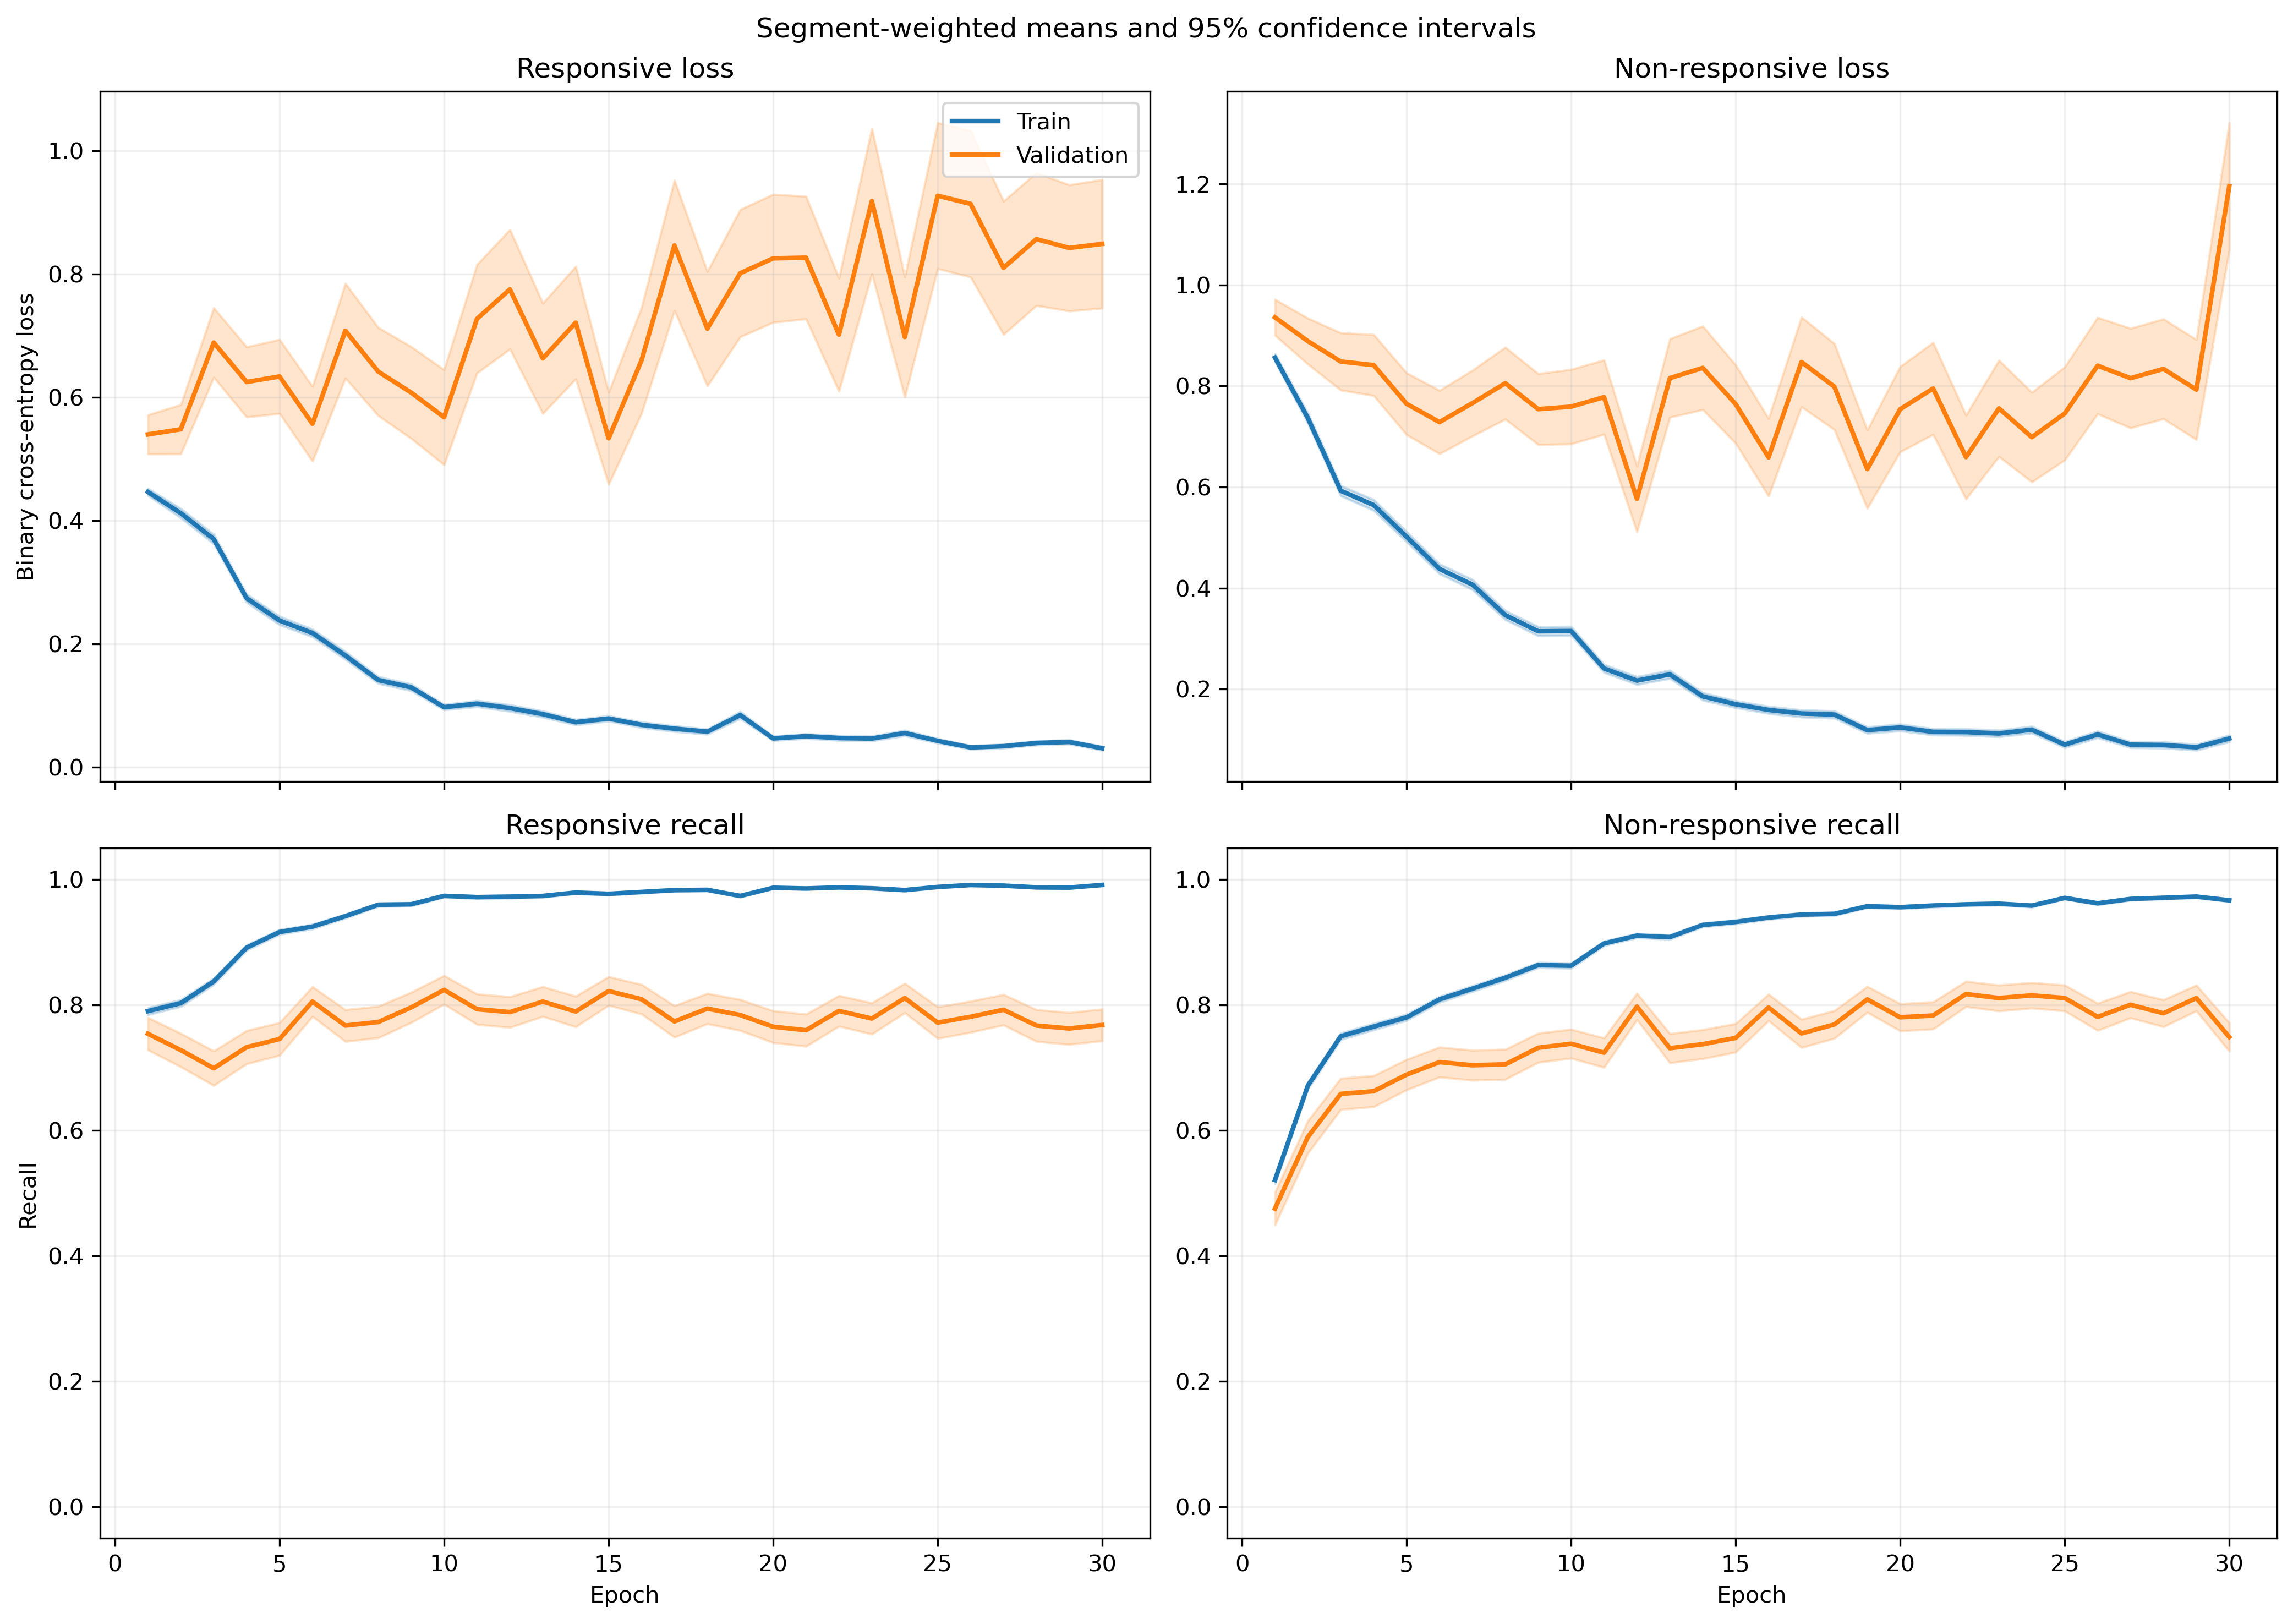 Segment-weighted means and 95% confidence intervals
Responsive loss
Non-responsive loss
Train
Validation
Binary cross-entropy loss
1.0
0.8
0.6
0.4
0.2
0.0
1.2
1.0
0.8
0.6
0.4
0.2
Responsive recall
Non-responsive recall
Recall
1.0
0.8
0.6
0.4
0.2
0.0
0 5 10 15 20 25 30
Epoch
1.0
0.8
0.6
0.4
0.2
0.0
0 5 10 15 20 25 30
Epoch